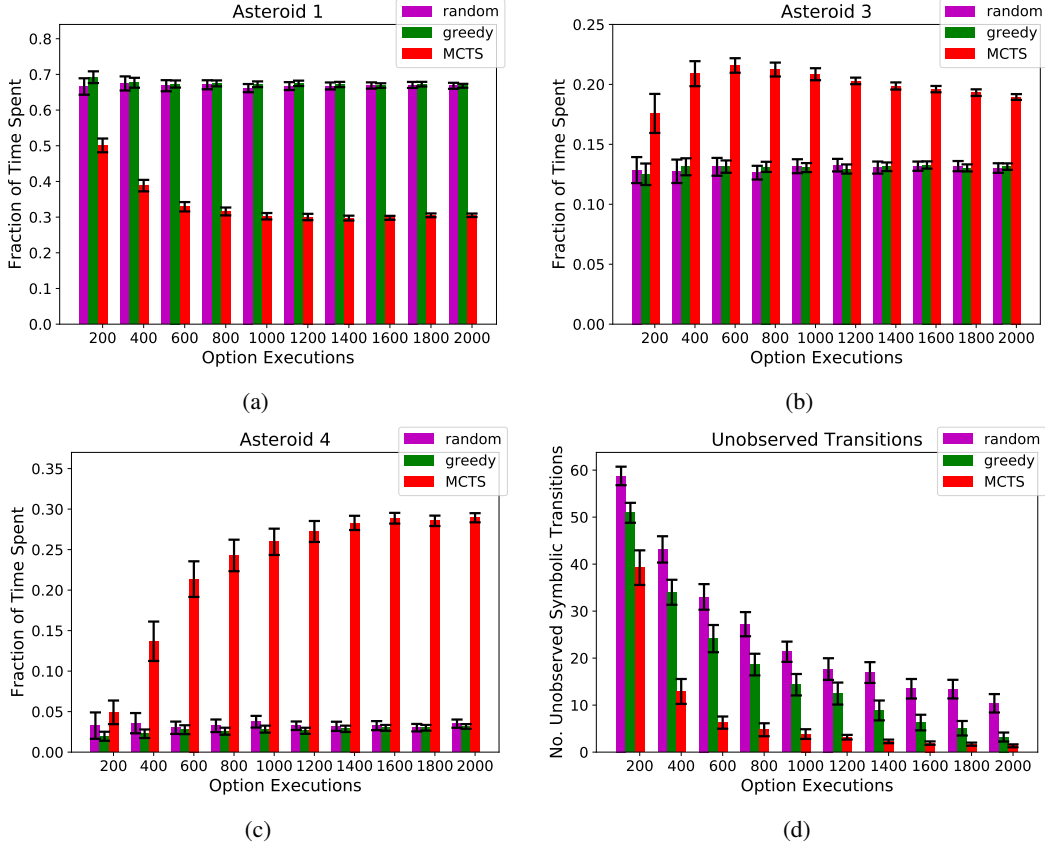 Asteroid 1
random
greedy
MCTS
Fraction of Time Spent
0.8
0.7
0.6
0.5
0.4
0.3
0.2
0.1
0.0
200 400 600 800 1000 1200 1400 1600 1800 2000
Option Executions
(a)
Asteroid 3
random
greedy
MCTS
Fraction of Time Spent
0.25
0.20
0.15
0.10
0.05
0.00
200 400 600 800 1000 1200 1400 1600 1800 2000
Option Executions
(b)
Asteroid 4
random
greedy
MCTS
Fraction of Time Spent
0.35
0.30
0.25
0.20
0.15
0.10
0.05
0.00
200 400 600 800 1000 1200 1400 1600 1800 2000
Option Executions
(c)
Unobserved Transitions
random
greedy
MCTS
No. Unobserved Symbolic Transitions
60
50
40
30
20
10
0
200 400 600 800 1000 1200 1400 1600 1800 2000
Option Executions
(d)